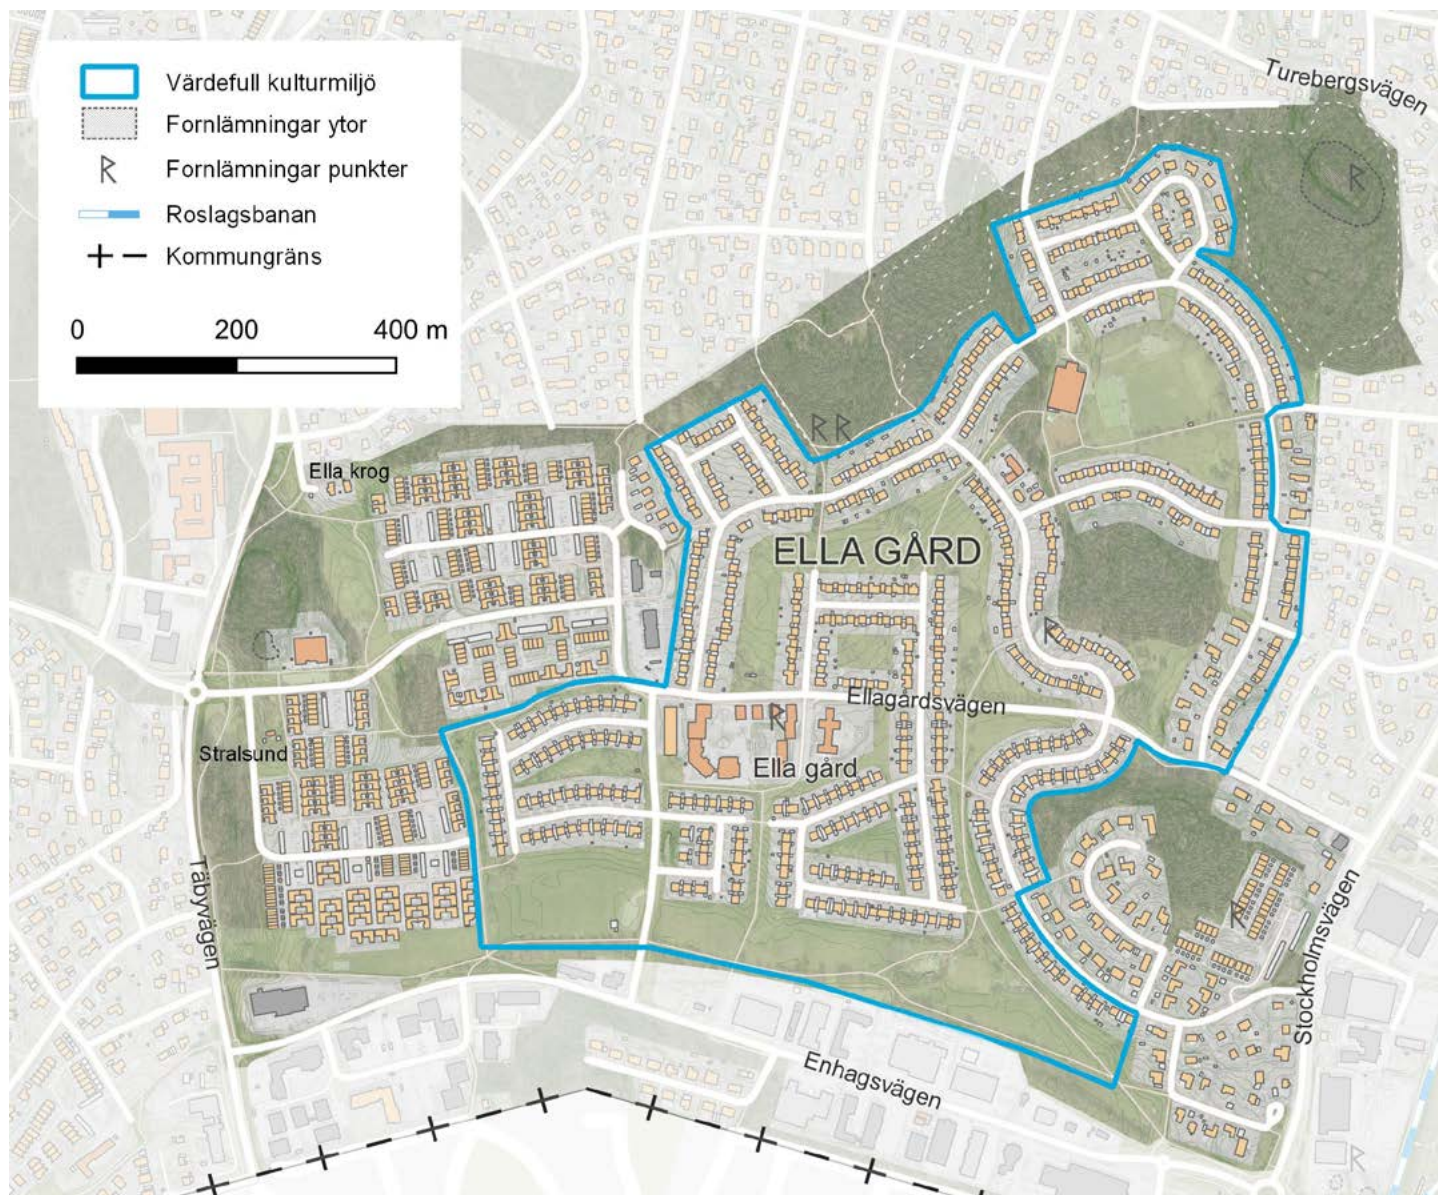 Värdefull kulturmiljö
Fornlämningar ytor
R
Fornlämningar punkter
Roslagsbanan
Kommungräns
0 200 400 m
Turebergsvägen
R
R R
Ella krog
ELLA GÅRD
R
Ellagårdsvägen
R
Stralsund
Ella gård
Täbyvägen
R
Stockholmsvägen
Enhagsvägen
R